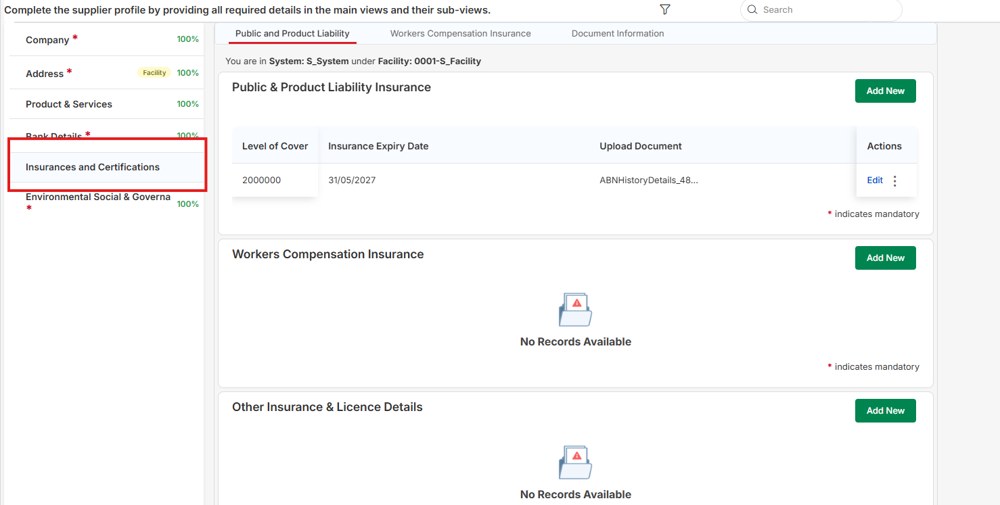 Complete the supplier profile by providing all required details in the main views and their sub-views.
Search
Company *
100%
Address *
Facility
100%
Product & Services
100%
Bank Details *
100%
Insurances and Certifications
Environmental Social & Governa
*
100%
Public and Product Liability
Workers Compensation Insurance
Document Information
You are in System: S_System under Facility: 0001-S_Facility
Public & Product Liability Insurance
Add New
Level of Cover
Insurance Expiry Date
Upload Document
Actions
2000000
31/05/2027
ABNHistoryDetails_48...
Edit
* indicates mandatory
Workers Compensation Insurance
Add New
No Records Available
* indicates mandatory
Other Insurance & Licence Details
Add New
No Records Available